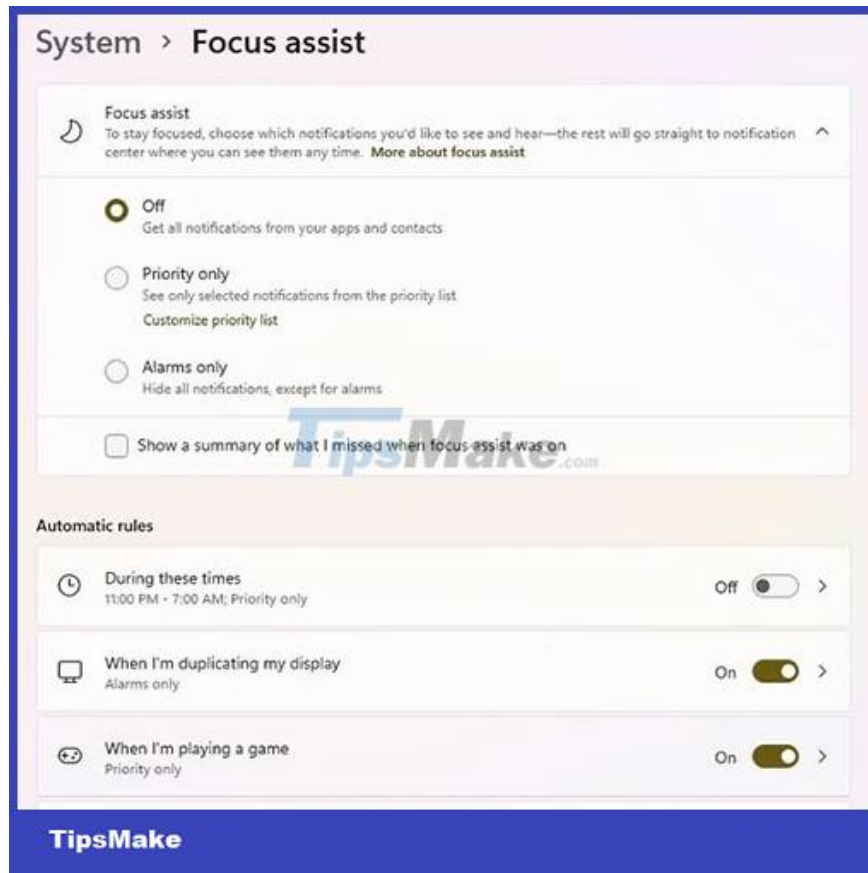 System > Focus assist
Focus assist
To stay focused, choose which notifications you'd like to see and hear—the rest will go straight to notification
center where you can see them any time. More about focus assist
Off
Get all notifications from your apps and contacts
Priority only
See only selected notifications from the priority list
Customize priority list
Alarms only
Hide all notifications, except for alarms
Show a summary of what I missed when focus assist was on
TipsMake.com
Automatic rules
During these times
11:00 PM - 7:00 AM; Priority only
Off
When I'm duplicating my display
Alarms only
On
When I'm playing a game
Priority only
On
TipsMake